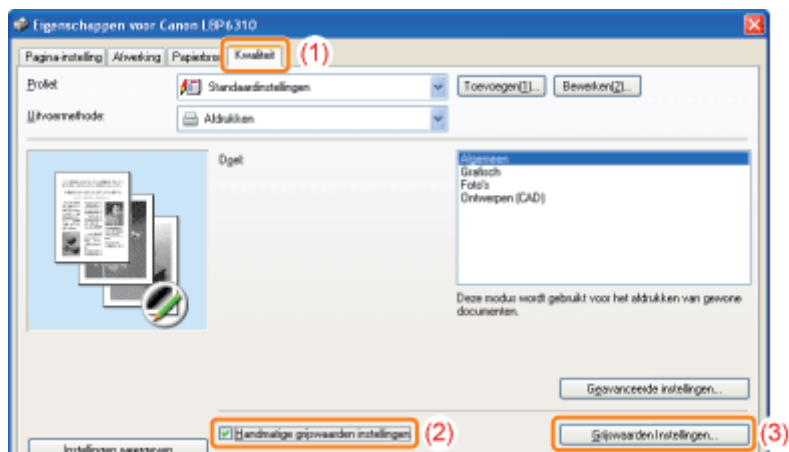 Eigenschappen voor Canon LBP6310
Pagina-instelling Afwerking Papierbron Kwaliteit (1)
Profiel: Standaardinstellingen Toevoegen(1)... Bewerken(2)...
Uitvoermethode: Afdrukken
Doel: Algemeen
Grafisch
Foto's
Ontwerpen (CAD)
Deze modus wordt gebruikt voor het afdrukken van gewone
documenten.
Geavanceerde instellingen...
Handmatige grijswaarden instellingen (2) Grijswaarden Instellingen... (3)
Instellingen weergeven